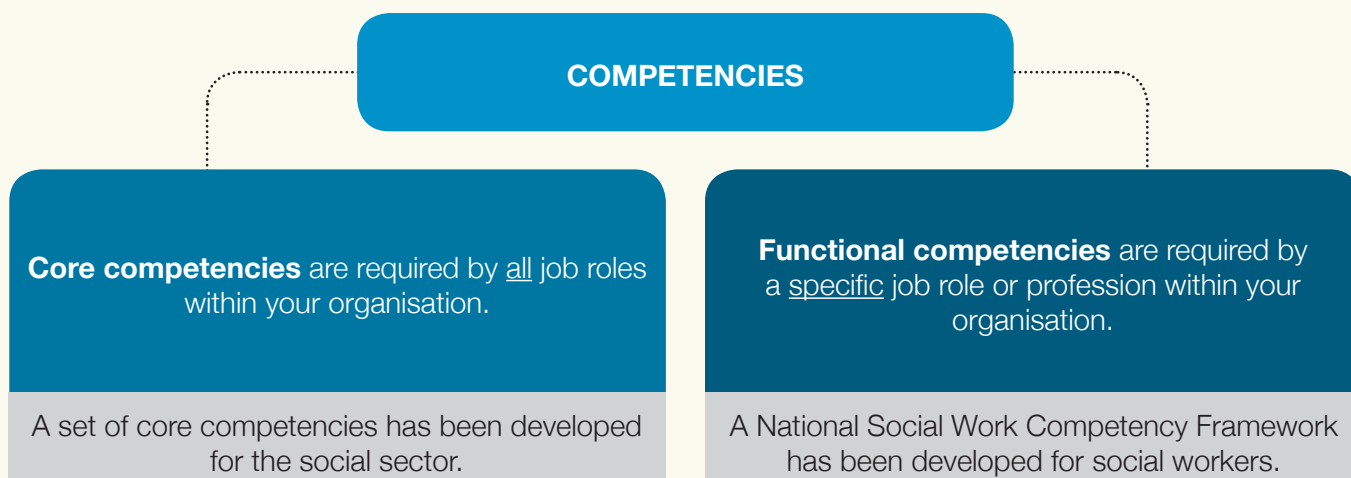 COMPETENCIES
Core competencies are required by all job roles
within your organisation.
Functional competencies are required by
a specific job role or profession within your
organisation.
A set of core competencies has been developed
for the social sector.
A National Social Work Competency Framework
has been developed for social workers.